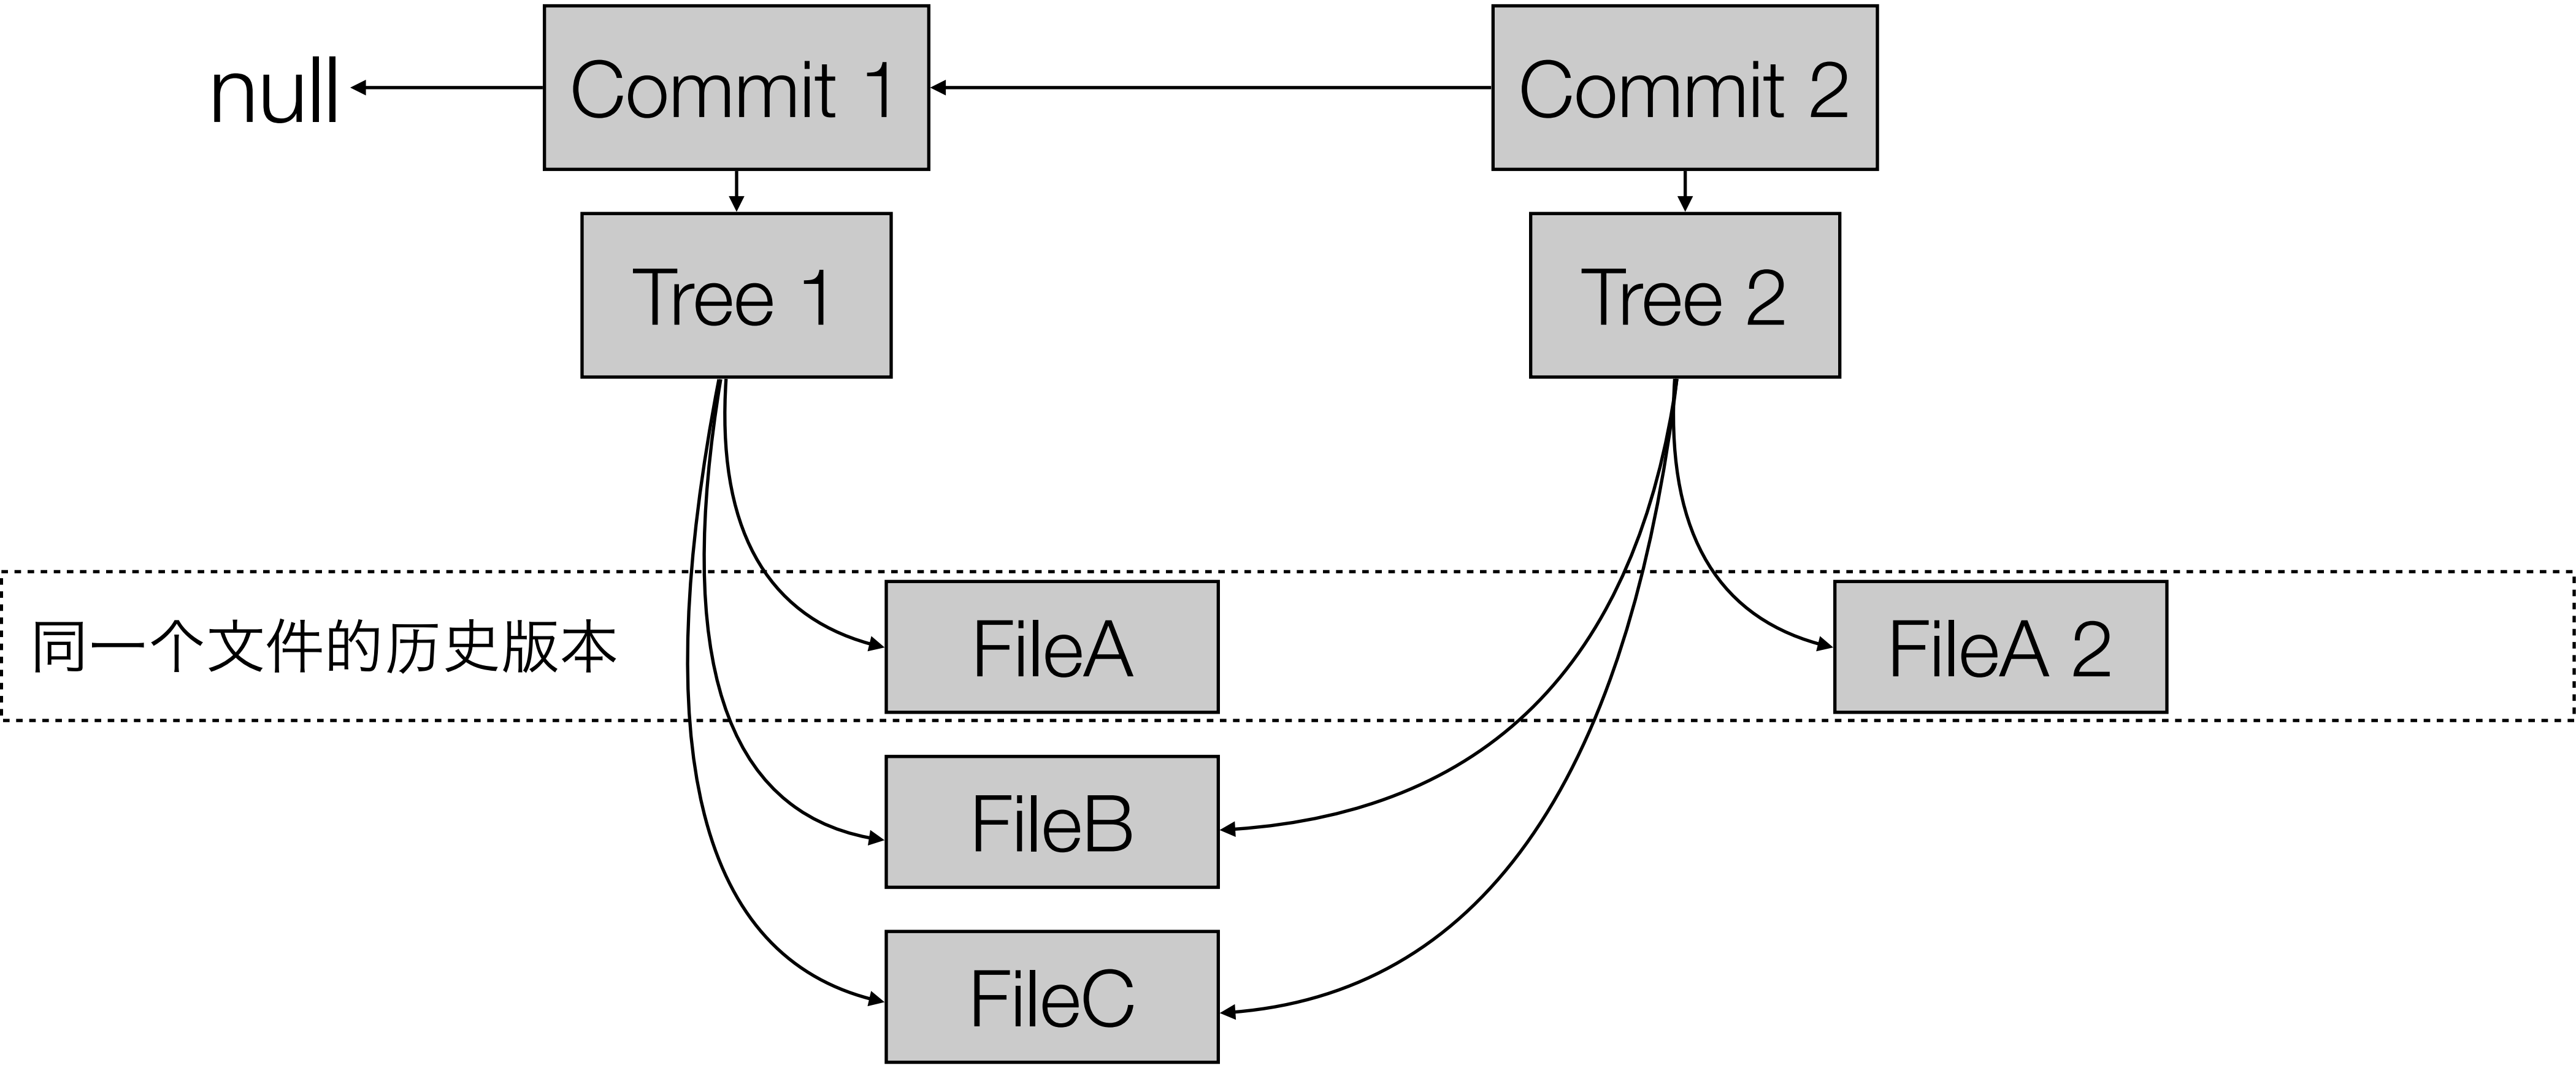 null
Commit 1
Commit 2
Tree 1
Tree 2
同一个文件的历史版本
FileA
FileA 2
FileB
FileC